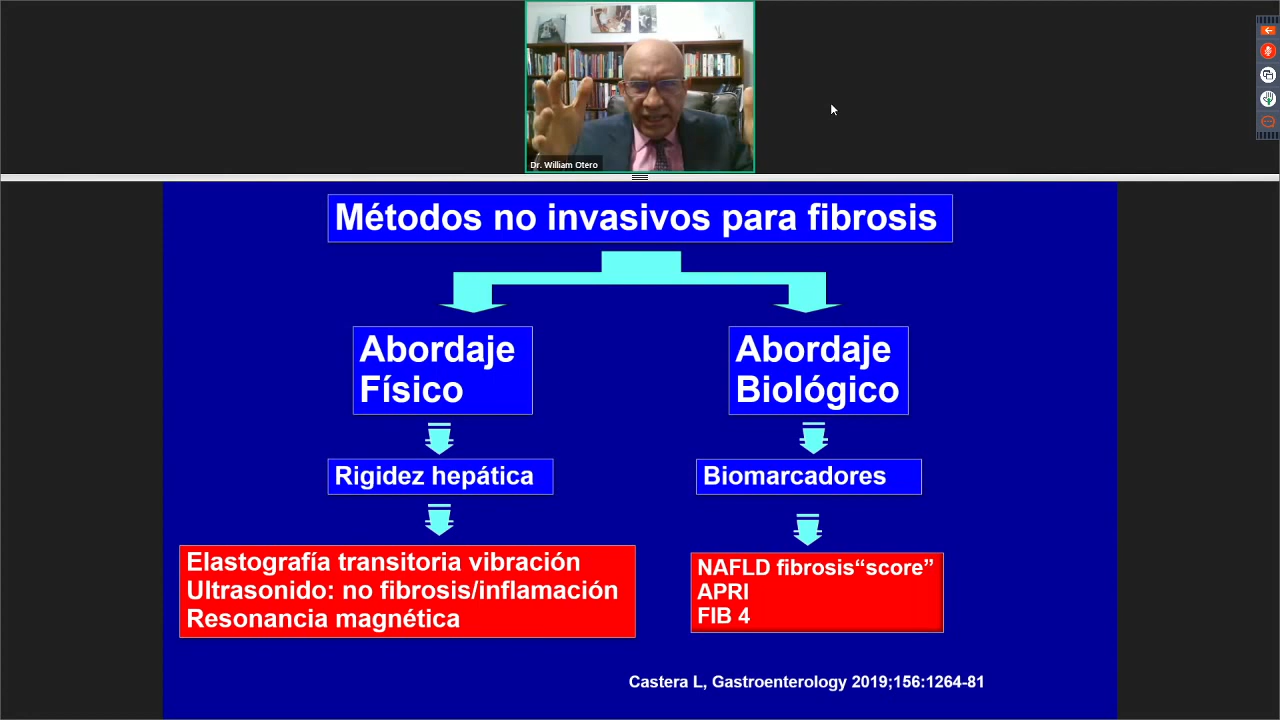 Dr. William Otero
Métodos no invasivos para fibrosis
Abordaje
Físico
Abordaje
Biológico
Rigidez hepática
Biomarcadores
Elastografía transitoria vibración
Ultrasonido: no fibrosis/inflamación
Resonancia magnética
NAFLD fibrosis“score”
APRI
FIB 4
Castera L, Gastroenterology 2019;156:1264-81